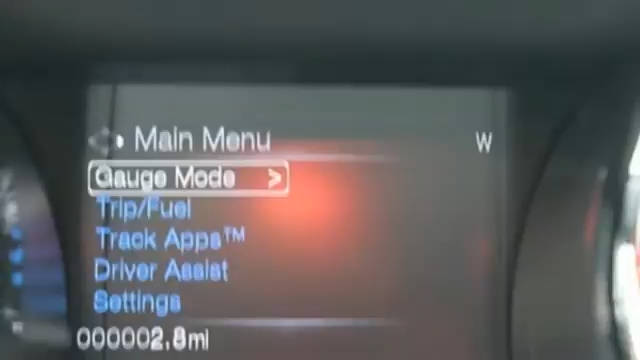 Main Menu
W
Gauge Mode >
Trip/Fuel
Track Apps™
Driver Assist
Settings
000002.8mi